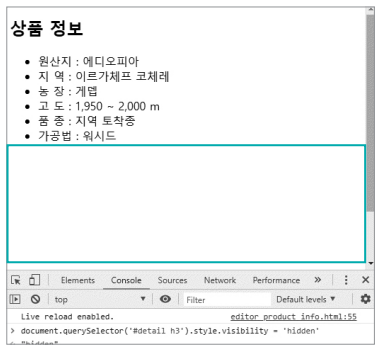 상품 정보
• 원산지 : 에디오피아
• 지 역 : 이르가체프 코체레
• 농 장 : 게뎁
• 고 도 : 1,950 ~ 2,000 m
• 품 종 : 지역 토착종
• 가공법 : 워시드
Elements Console Sources Network Performance »
top Filter Default levels ▼
Live reload enabled. editor product info.html:55
> document.querySelector('#detail h3').style.visibility = 'hidden'
< "hidden"